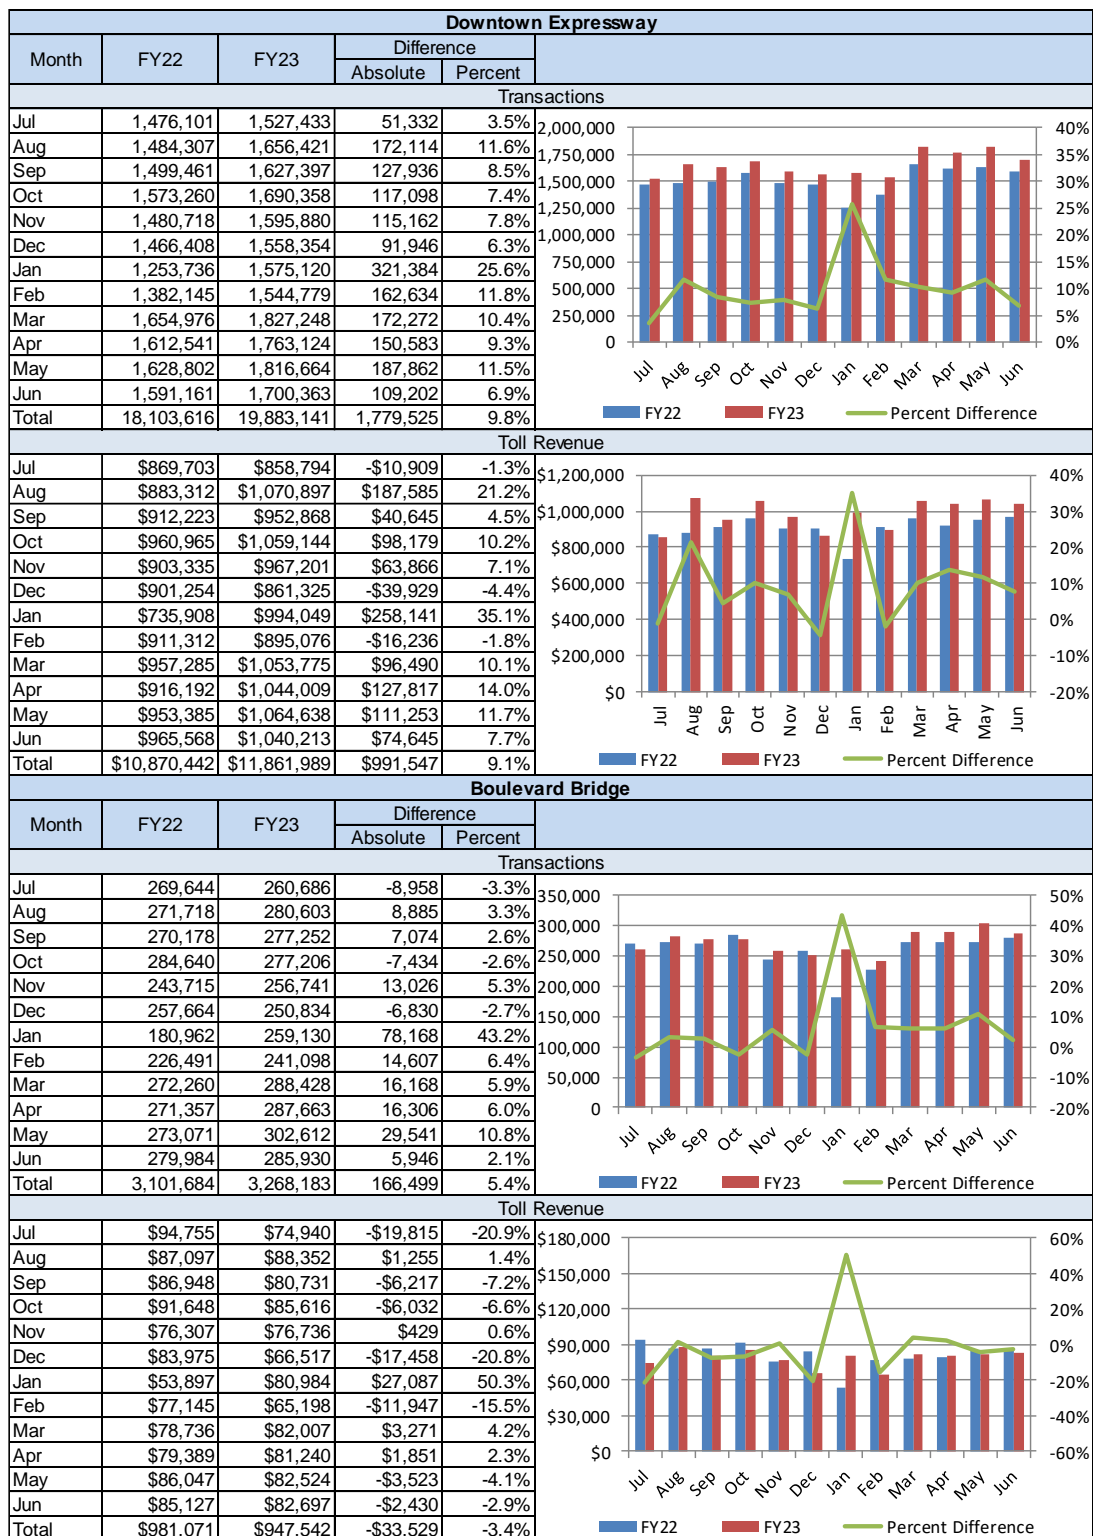 Downtown Expressway
Month FY22 FY23 Difference
Absolute Percent
Transactions
Jul 1,476,101 1,527,433 51,332 3.5%
Aug 1,484,307 1,656,421 172,114 11.6%
Sep 1,499,461 1,627,397 127,936 8.5%
Oct 1,573,260 1,690,358 117,098 7.4%
Nov 1,480,718 1,595,880 115,162 7.8%
Dec 1,466,408 1,558,354 91,946 6.3%
Jan 1,253,736 1,575,120 321,384 25.6%
Feb 1,382,145 1,544,779 162,634 11.8%
Mar 1,654,976 1,827,248 172,272 10.4%
Apr 1,612,541 1,763,124 150,583 9.3%
May 1,628,802 1,816,664 187,862 11.5%
Jun 1,591,161 1,700,363 109,202 6.9%
Total 18,103,616 19,883,141 1,779,525 9.8%
2,000,000 40%
1,750,000 35%
1,500,000 30%
1,250,000 25%
1,000,000 20%
750,000 15%
500,000 10%
250,000 5%
0 0%
Jul Aug Sep Oct Nov Dec Jan Feb Mar Apr May Jun
FY22 FY23 Percent Difference
Toll Revenue
Jul $869,703 $858,794 -$10,909 -1.3%
Aug $883,312 $1,070,897 $187,585 21.2%
Sep $912,223 $952,868 $40,645 4.5%
Oct $960,965 $1,059,144 $98,179 10.2%
Nov $903,335 $967,201 $63,866 7.1%
Dec $901,254 $861,325 -$39,929 -4.4%
Jan $735,908 $994,049 $258,141 35.1%
Feb $911,312 $895,076 -$16,236 -1.8%
Mar $957,285 $1,053,775 $96,490 10.1%
Apr $916,192 $1,044,009 $127,817 14.0%
May $953,385 $1,064,638 $111,253 11.7%
Jun $965,568 $1,040,213 $74,645 7.7%
Total $10,870,442 $11,861,989 $991,547 9.1%
$1,200,000 40%
$1,000,000 30%
$800,000 20%
$600,000 10%
$400,000 0%
$200,000 -10%
$0 -20%
Jul Aug Sep Oct Nov Dec Jan Feb Mar Apr May Jun
FY22 FY23 Percent Difference
Boulevard Bridge
Month FY22 FY23 Difference
Absolute Percent
Transactions
Jul 269,644 260,686 -8,958 -3.3%
Aug 271,718 280,603 8,885 3.3%
Sep 270,178 277,252 7,074 2.6%
Oct 284,640 277,206 -7,434 -2.6%
Nov 243,715 256,741 13,026 5.3%
Dec 257,664 250,834 -6,830 -2.7%
Jan 180,962 259,130 78,168 43.2%
Feb 226,491 241,098 14,607 6.4%
Mar 272,260 288,428 16,168 5.9%
Apr 271,357 287,663 16,306 6.0%
May 273,071 302,612 29,541 10.8%
Jun 279,984 285,930 5,946 2.1%
Total 3,101,684 3,268,183 166,499 5.4%
350,000 50%
300,000 40%
250,000 30%
200,000 20%
150,000 10%
100,000 0%
50,000 -10%
0 -20%
Jul Aug Sep Oct Nov Dec Jan Feb Mar Apr May Jun
FY22 FY23 Percent Difference
Toll Revenue
Jul $94,755 $74,940 -$19,815 -20.9%
Aug $87,097 $88,352 $1,255 1.4%
Sep $86,948 $80,731 -$6,217 -7.2%
Oct $91,648 $85,616 -$6,032 -6.6%
Nov $76,307 $76,736 $429 0.6%
Dec $83,975 $66,517 -$17,458 -20.8%
Jan $53,897 $80,984 $27,087 50.3%
Feb $77,145 $65,198 -$11,947 -15.5%
Mar $78,736 $82,007 $3,271 4.2%
Apr $79,389 $81,240 $1,851 2.3%
May $86,047 $82,524 -$3,523 -4.1%
Jun $85,127 $82,697 -$2,430 -2.9%
Total $981,071 $947,542 -$33,529 -3.4%
$180,000 60%
$150,000 40%
$120,000 20%
$90,000 0%
$60,000 -20%
$30,000 -40%
$0 -60%
Jul Aug Sep Oct Nov Dec Jan Feb Mar Apr May Jun
FY22 FY23 Percent Difference